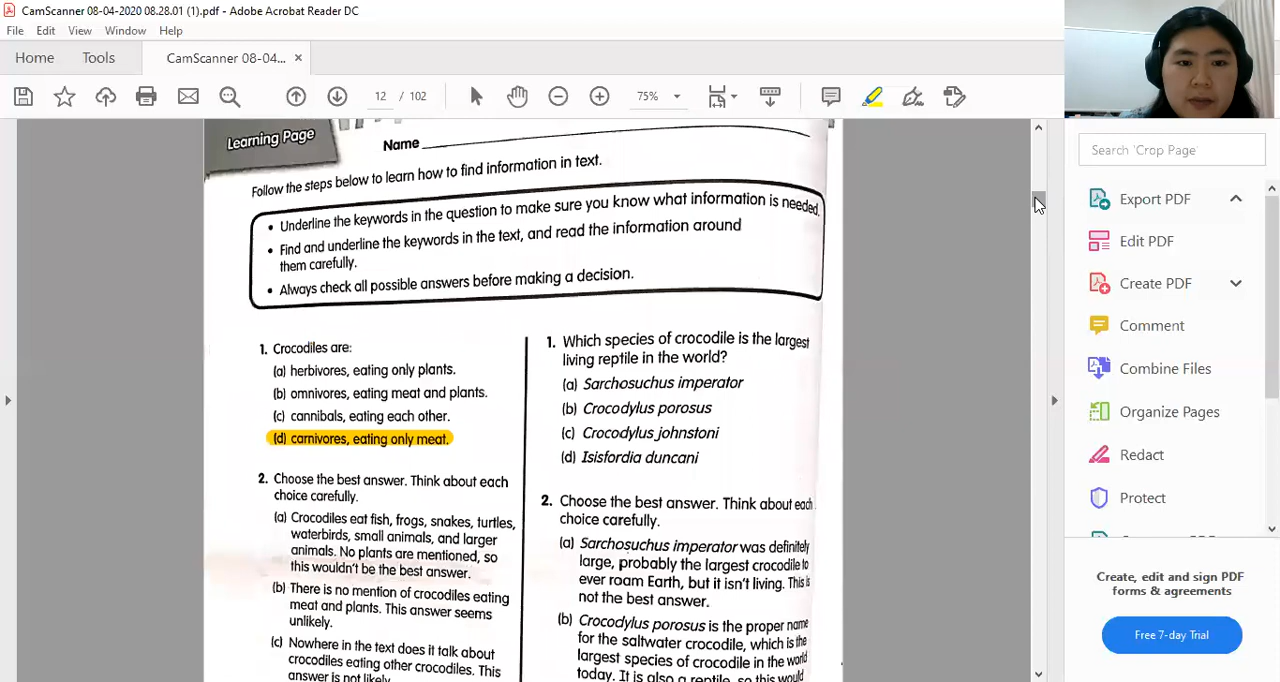 CamScanner 08-04-2020 08.28.01 (1).pdf - Adobe Acrobat Reader DC
File Edit View Window Help
Home Tools CamScanner 08-04... ×
12 / 102 75%
Learning Page
Name
Follow the steps below to learn how to find information in text.
• Underline the keywords in the question to make sure you know what information is needed.
• Find and underline the keywords in the text, and read the information around
them carefully.
• Always check all possible answers before making a decision.
1. Crocodiles are:
(a) herbivores, eating only plants.
(b) omnivores, eating meat and plants.
(c) cannibals, eating each other.
(d) carnivores, eating only meat.
2. Choose the best answer. Think about each
choice carefully.
(a) Crocodiles eat fish, frogs, snakes, turtles,
waterbirds, small animals, and larger
animals. No plants are mentioned, so
this wouldn't be the best answer.
(b) There is no mention of crocodiles eating
meat and plants. This answer seems
unlikely.
(c) Nowhere in the text does it talk about
crocodiles eating other crocodiles. This
answer is not likely.
1. Which species of crocodile is the largest
living reptile in the world?
(a) Sarchosuchus imperator
(b) Crocodylus porosus
(c) Crocodylus johnstoni
(d) Isisfordia duncani
2. Choose the best answer. Think about each
choice carefully.
(a) Sarchosuchus imperator was definitely
large, probably the largest crocodile to
ever roam Earth, but it isn't living. This is
not the best answer.
(b) Crocodylus porosus is the proper name
for the saltwater crocodile, which is the
largest species of crocodile in the world
today. It is also a reptile, so this would
Search 'Crop Page'
Export PDF
Edit PDF
Create PDF
Comment
Combine Files
Organize Pages
Redact
Protect
Create, edit and sign PDF
forms & agreements
Free 7-day Trial